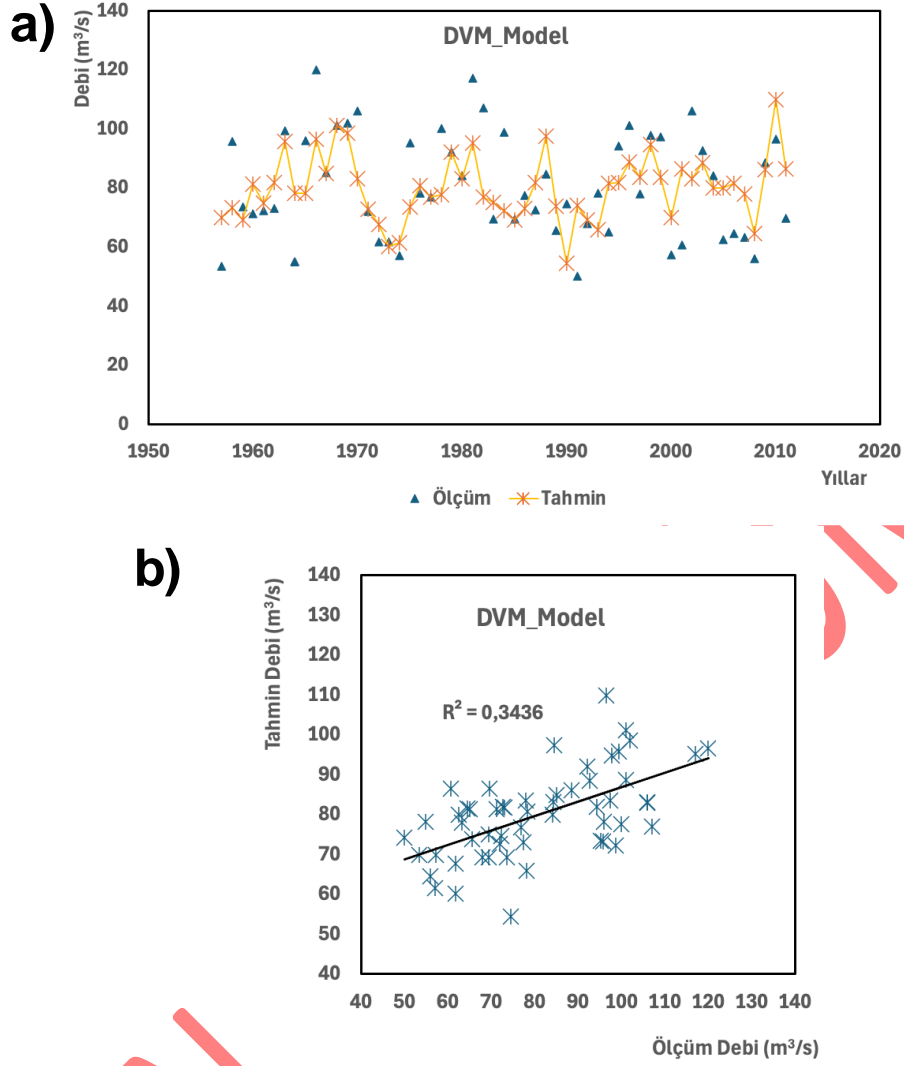 a)
Debi (m³/s)
DVM_Model
140
120
100
80
60
40
20
0
1950 1960 1970 1980 1990 2000 2010 2020
Yıllar
Ölçüm Tahmin
b)
Tahmin Debi (m³/s)
DVM_Model
R² = 0,3436
140
130
120
110
100
90
80
70
60
50
40
40 50 60 70 80 90 100 110 120 130 140
Ölçüm Debi (m³/s)